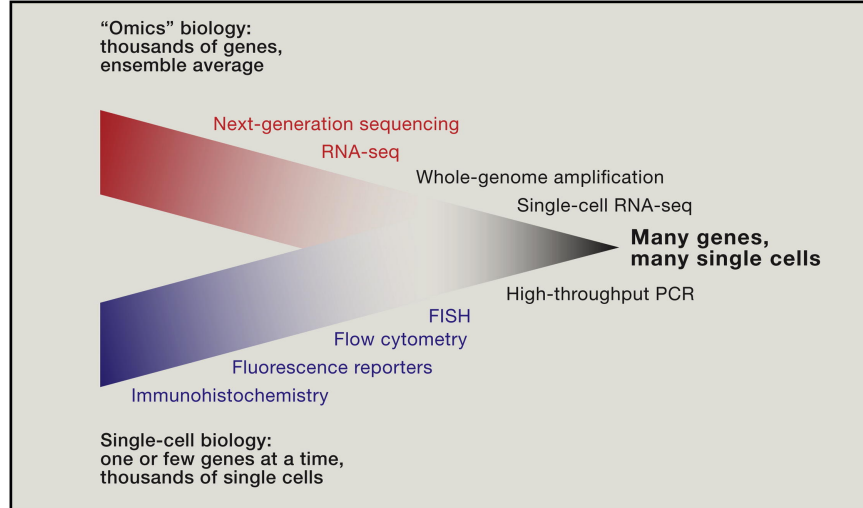 “Omics” biology:
thousands of genes,
ensemble average
Next-generation sequencing
RNA-seq
Whole-genome amplification
Single-cell RNA-seq
Many genes,
many single cells
High-throughput PCR
FISH
Flow cytometry
Fluorescence reporters
Immunohistochemistry
Single-cell biology:
one or few genes at a time,
thousands of single cells